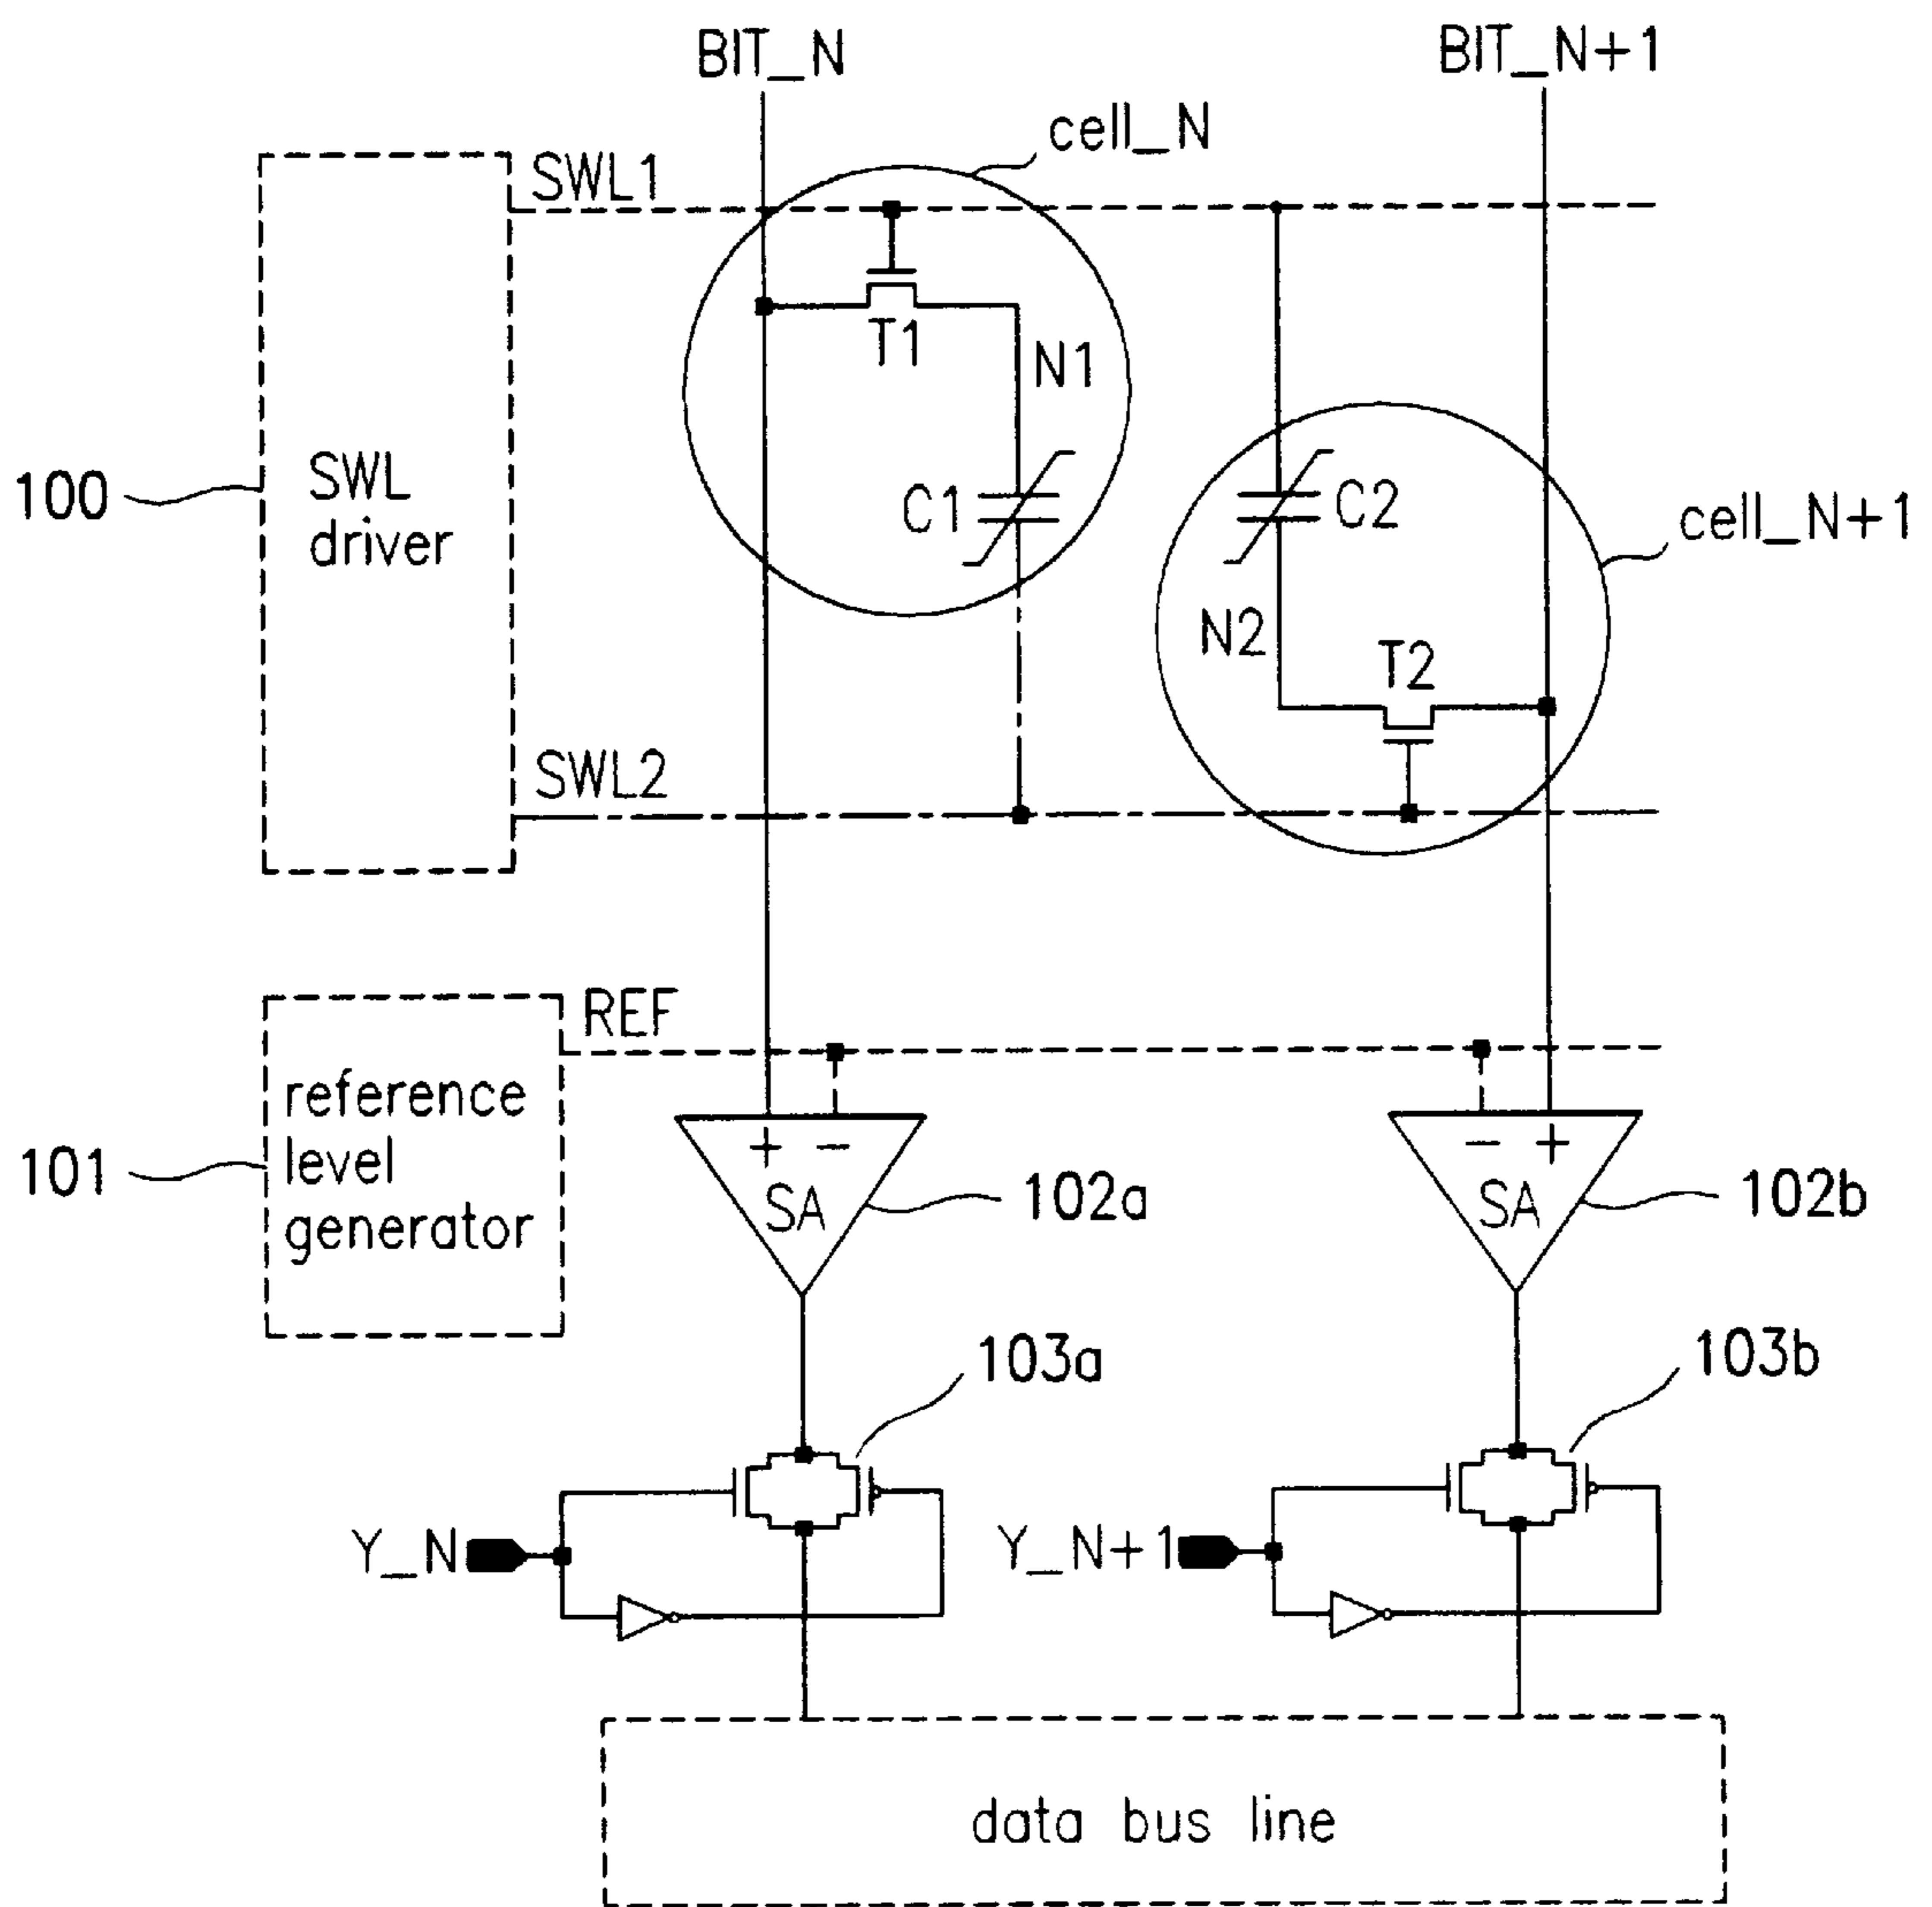 BIT_N
BIT_N+1
cell_N
SWL1
T1
N1
100
SWL
driver
C1
C2
cell_N+1
N2
T2
SWL2
REF
reference
level
generator
101
+ −
SA
102a
− +
SA
102b
103a
103b
Y_N
Y_N+1
data bus line